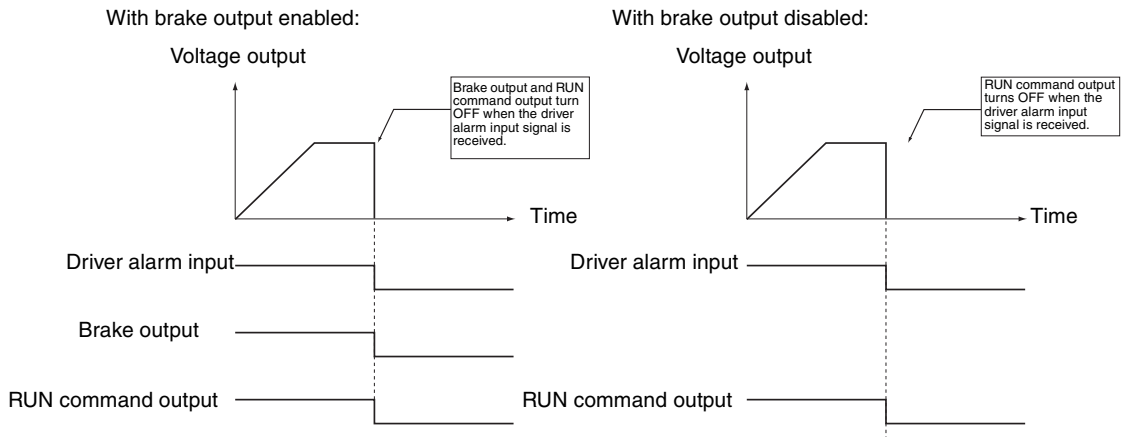 With brake output enabled:
Voltage output
Brake output and RUN
command output turn
OFF when the driver
alarm input signal is
received.
Time
Driver alarm input
Brake output
RUN command output
With brake output disabled:
Voltage output
RUN command output
turns OFF when the
driver alarm input
signal is received.
Time
Driver alarm input
RUN command output